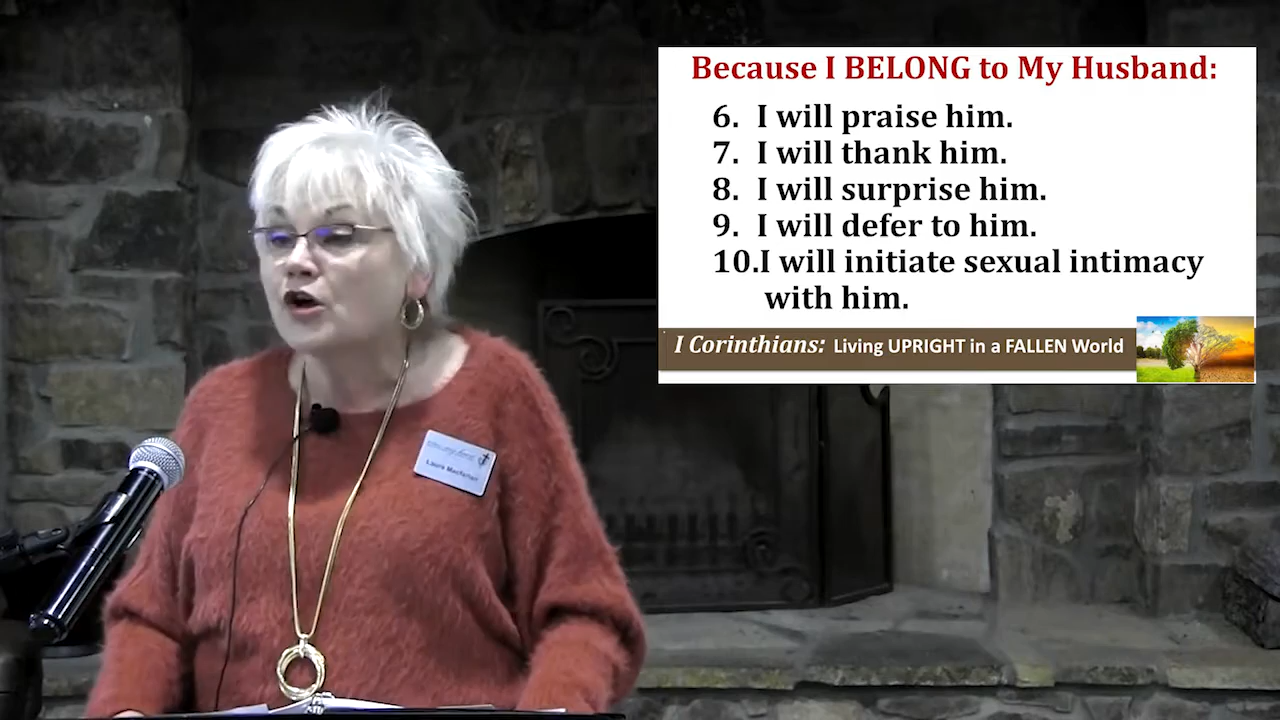 Because I BELONG to My Husband:
6. I will praise him.
7. I will thank him.
8. I will surprise him.
9. I will defer to him.
10.I will initiate sexual intimacy
with him.
I Corinthians: Living UPRIGHT in a FALLEN World
Laura